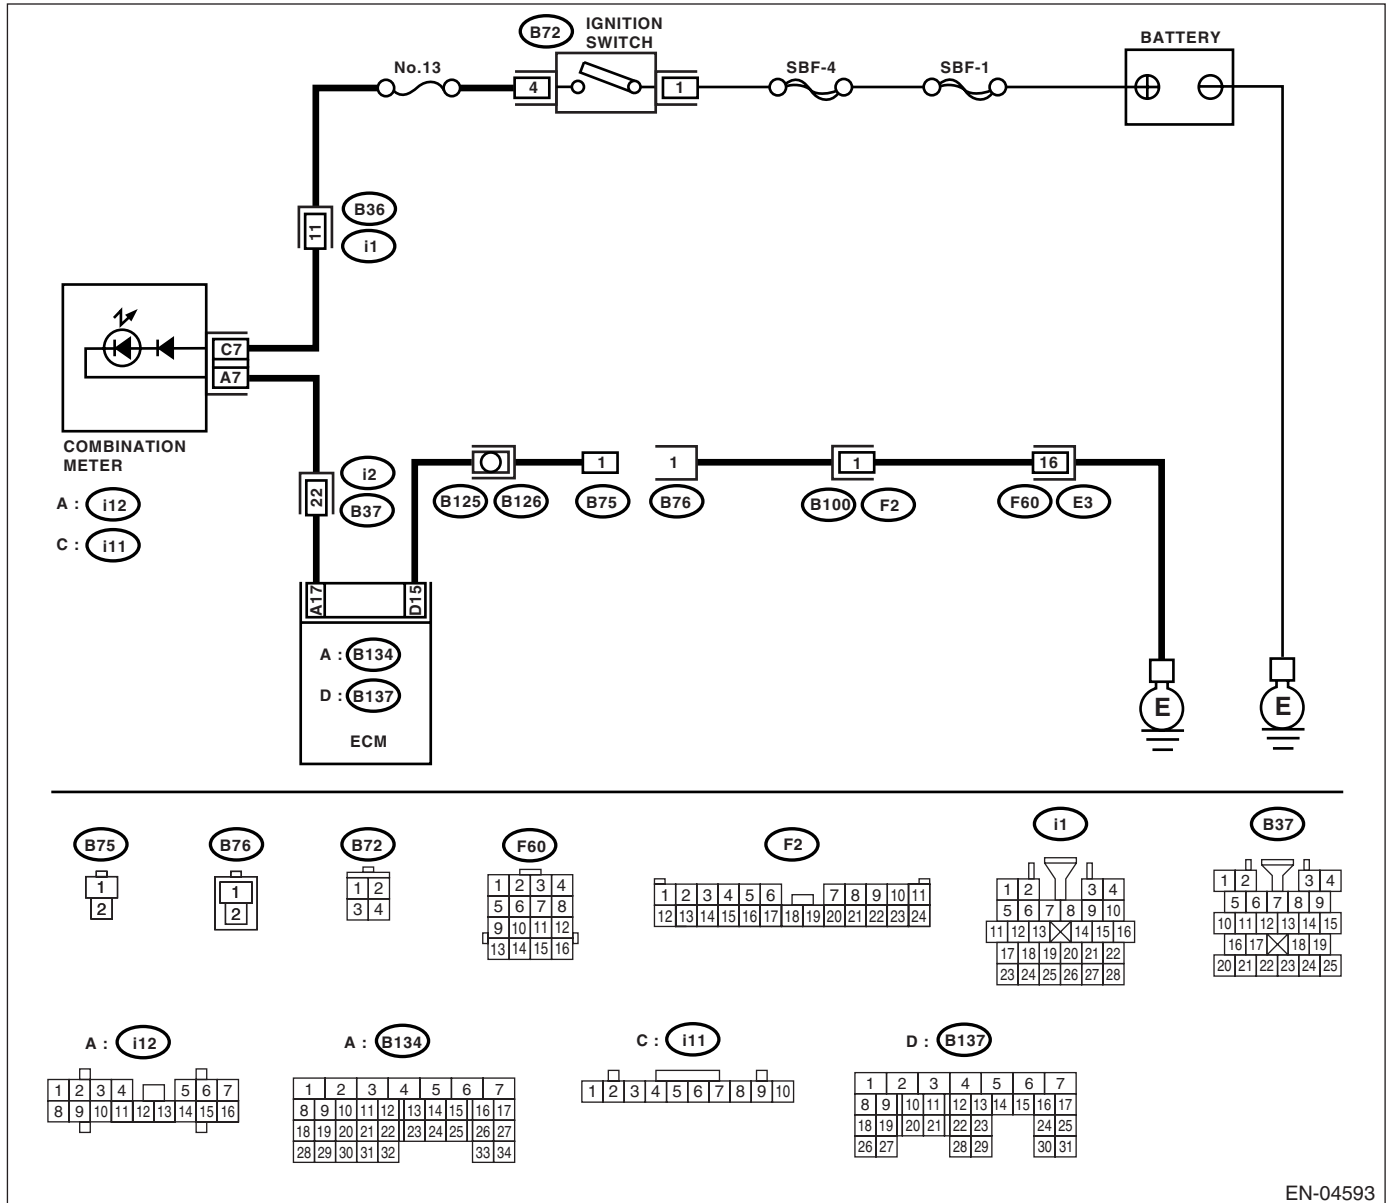 B72 IGNITION
SWITCH
BATTERY
No.13
4
1
SBF-4
SBF-1
11
B36
i1
C7
A7
COMBINATION
METER
A : i12
C : i11
22
i2
B37
1
1
1
16
B125 B126 B75 B76 B100 F2 F60 E3
A17
D15
A : B134
D : B137
ECM
E
E
B75
1
2
B76
1
2
B72
1 2
3 4
F60
1 2 3 4
5 6 7 8
9 10 11 12
13 14 15 16
F2
1 2 3 4 5 6 7 8 9 10 11
12 13 14 15 16 17 18 19 20 21 22 23 24
i1
1 2 3 4
5 6 7 8 9 10
11 12 13 14 15 16
17 18 19 20 21 22
23 24 25 26 27 28
B37
1 2 3 4
5 6 7 8 9
10 11 12 13 14 15
16 17 18 19
20 21 22 23 24 25
A : i12
1 2 3 4 5 6 7
8 9 10 11 12 13 14 15 16
A : B134
1 2 3 4 5 6 7
8 9 10 11 12 13 14 15 16 17
18 19 20 21 22 23 24 25 26 27
28 29 30 31 32 33 34
C : i11
1 2 3 4 5 6 7 8 9 10
D : B137
1 2 3 4 5 6 7
8 9 10 11 12 13 14 15 16 17
18 19 20 21 22 23 24 25
26 27 28 29 30 31
EN-04593